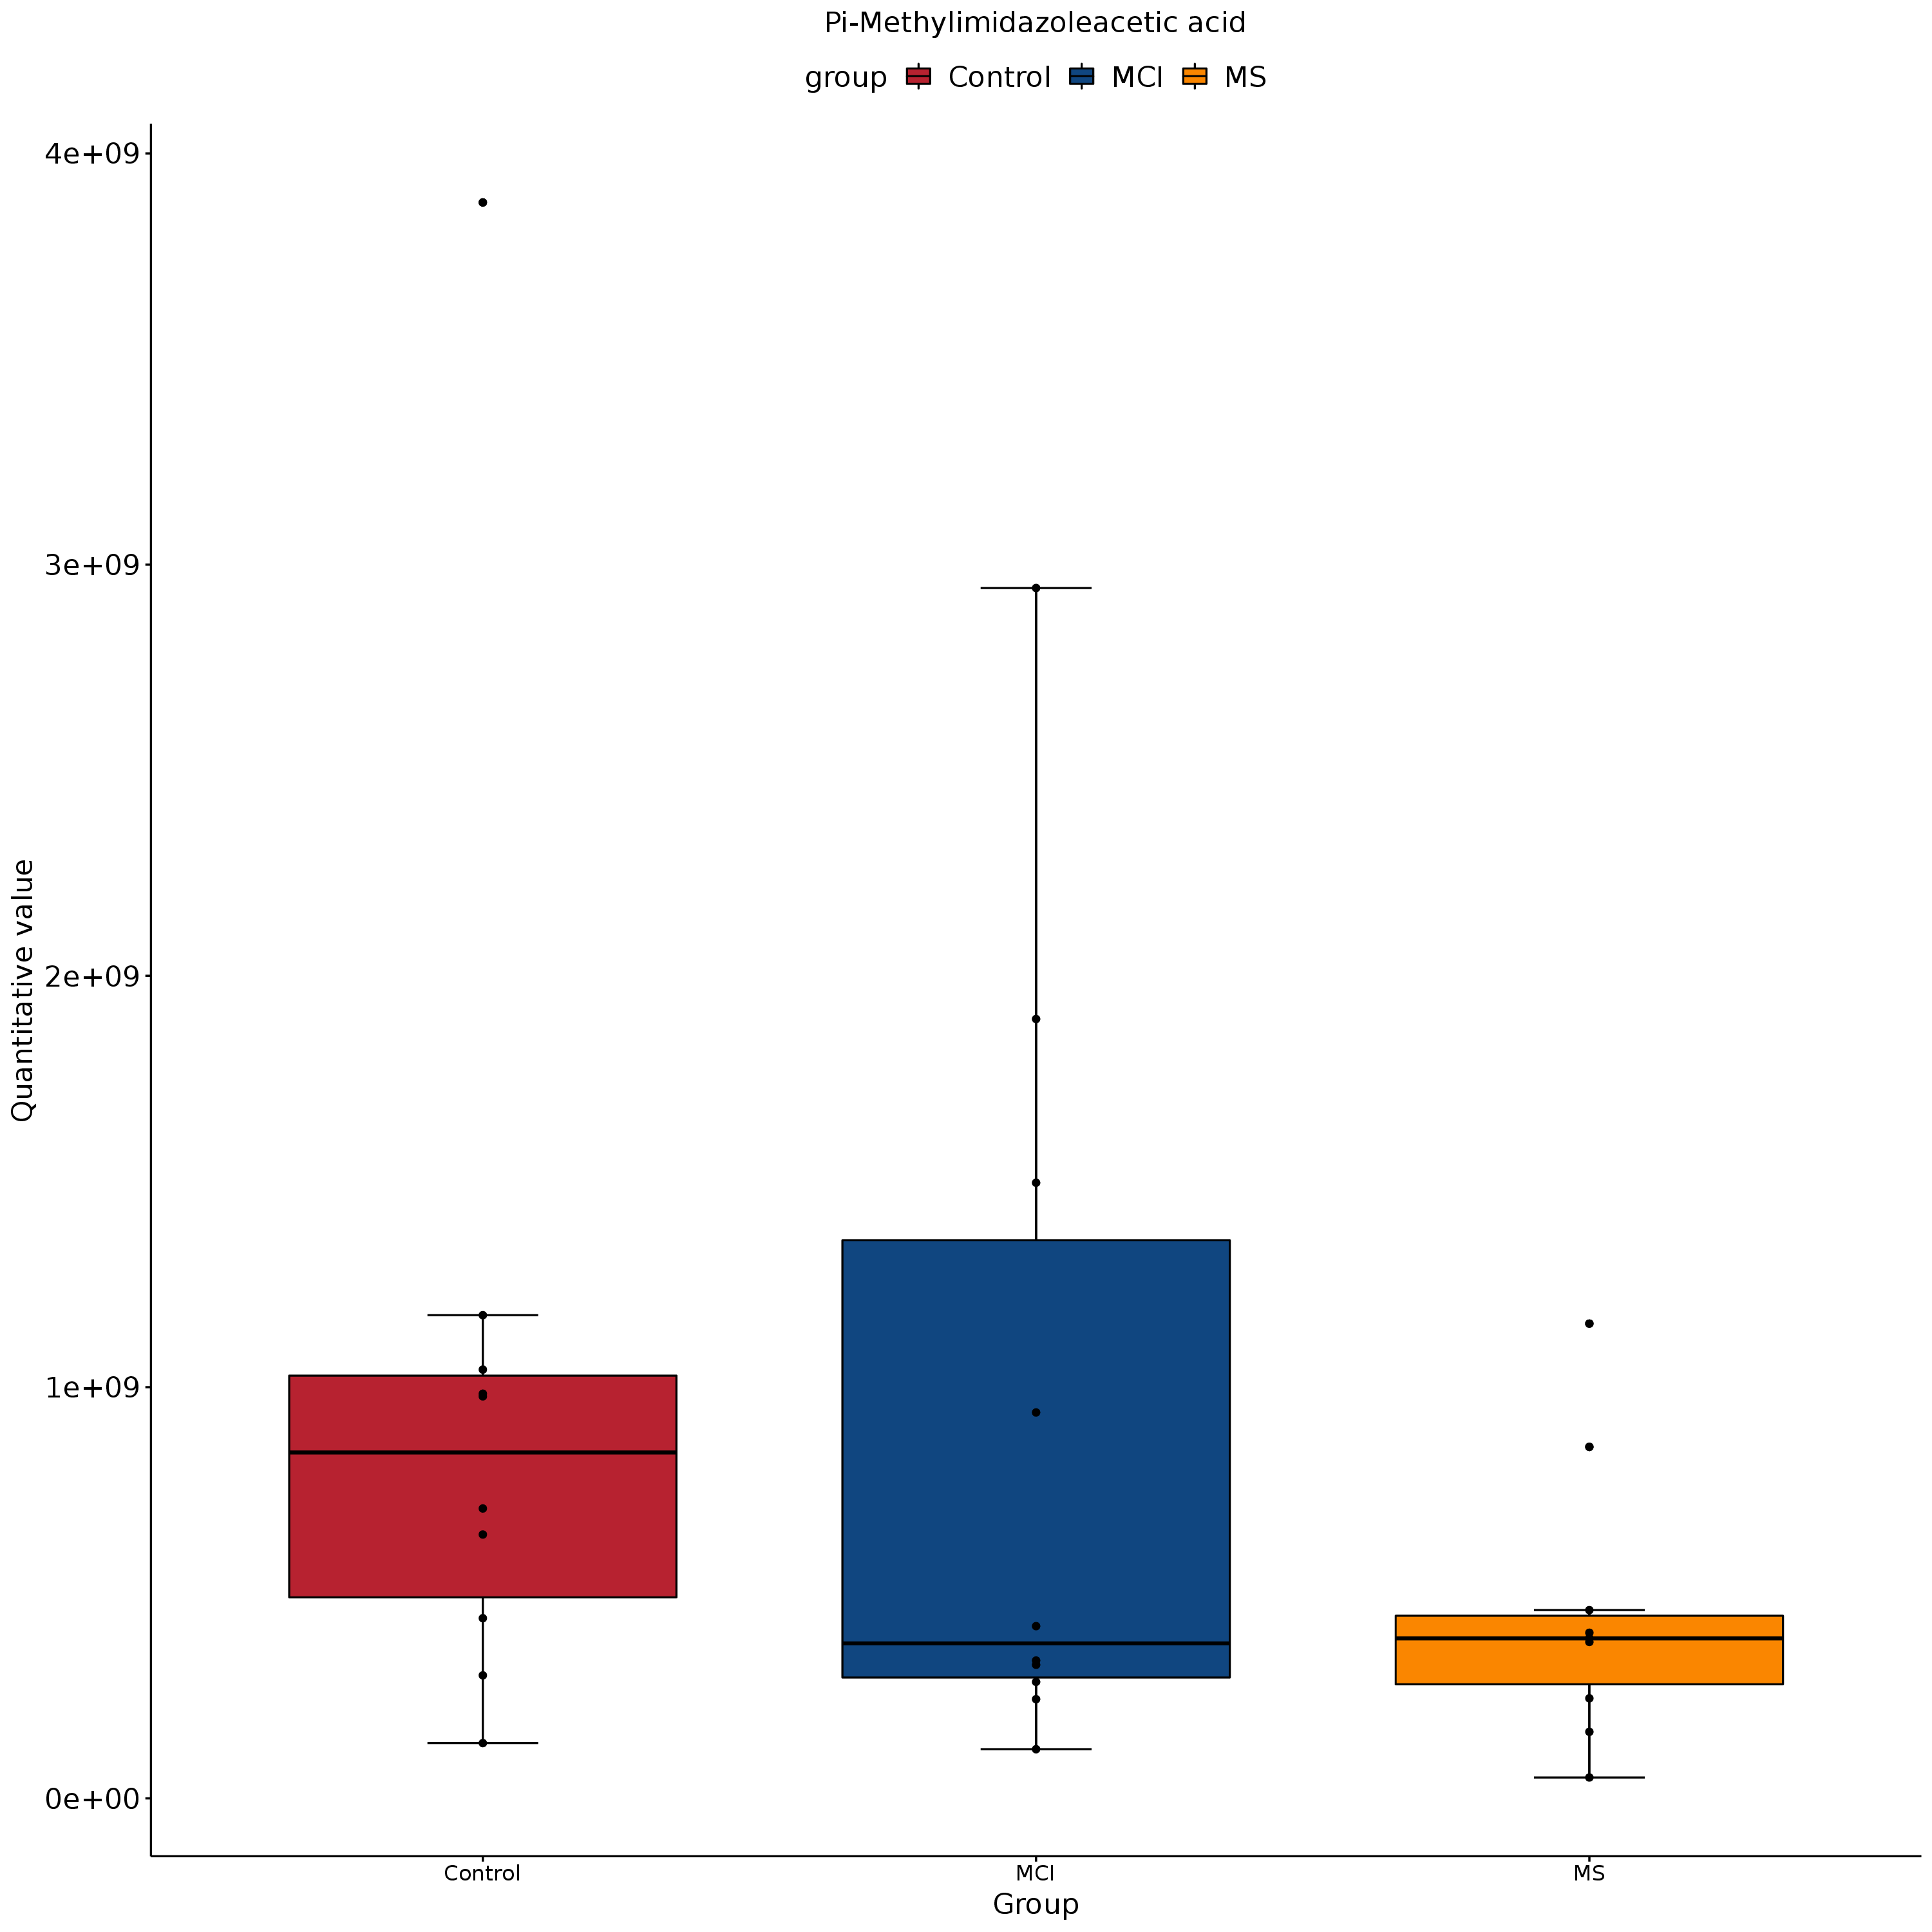 Pi-Methylimidazoleacetic acid
group Control MCI MS
4e+09
3e+09
2e+09
1e+09
0e+00
Quantitative value
Control MCI MS
Group